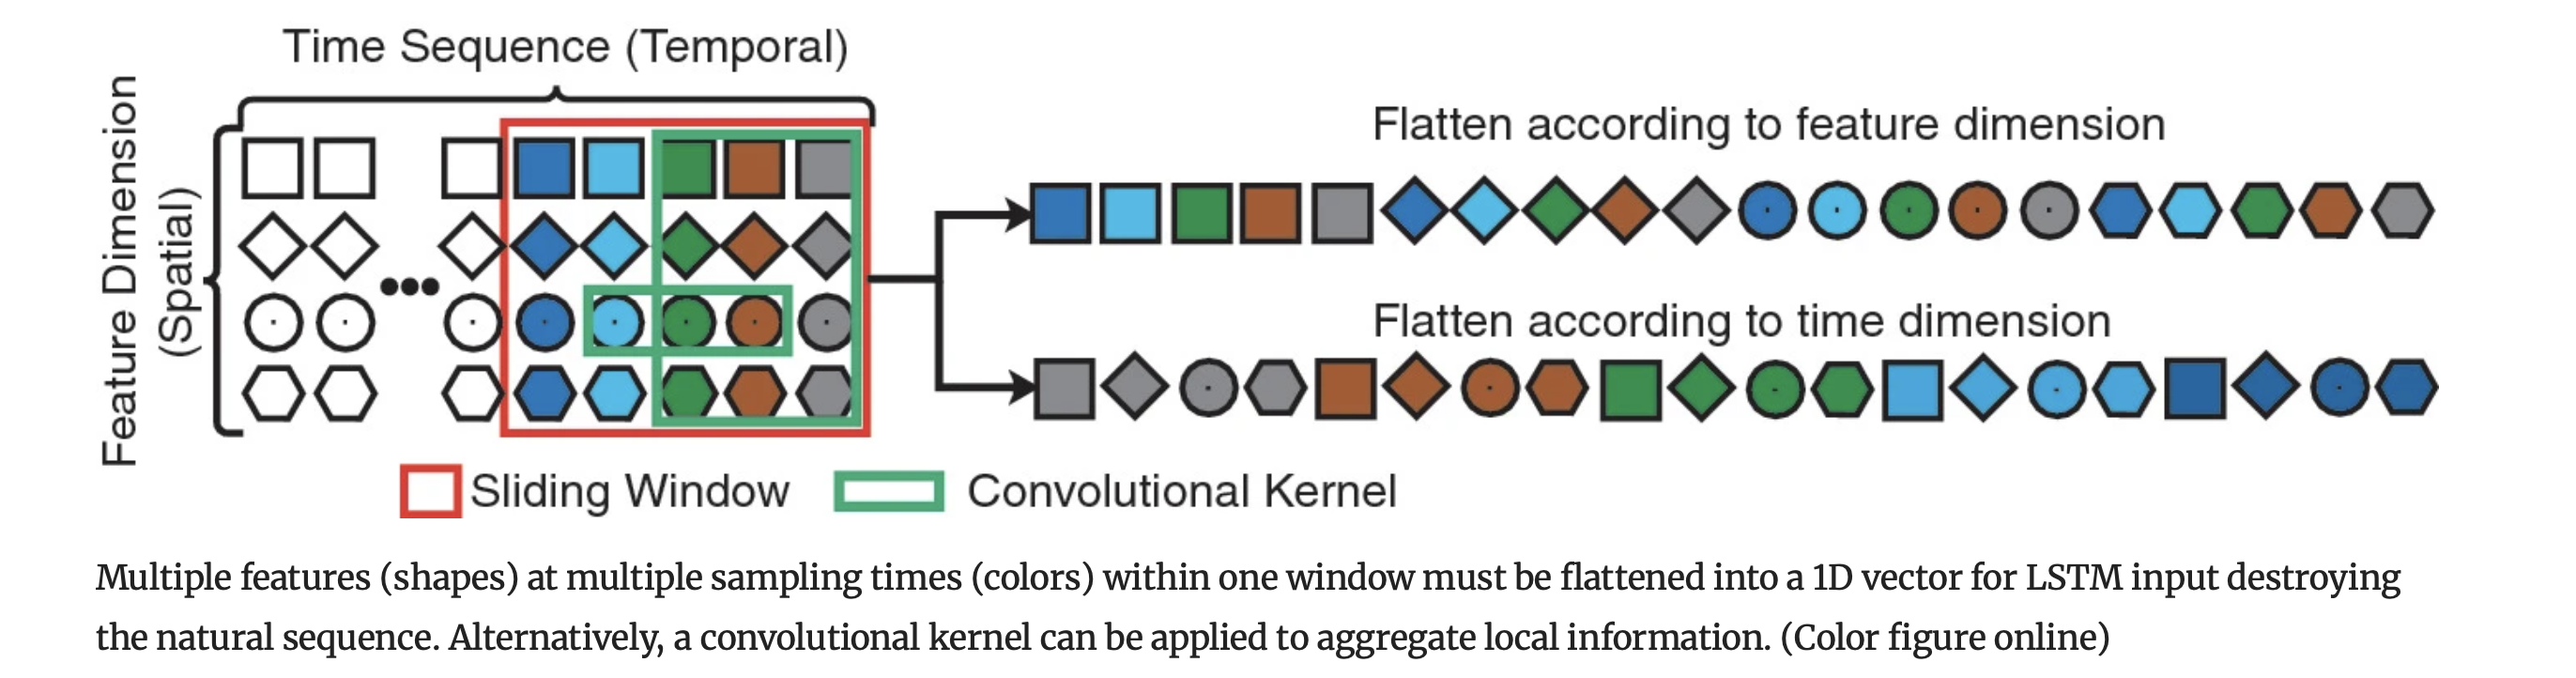 Time Sequence (Temporal)
Feature Dimension
(Spatial)
Flatten according to feature dimension
Flatten according to time dimension
Sliding Window
Convolutional Kernel
Multiple features (shapes) at multiple sampling times (colors) within one window must be flattened into a 1D vector for LSTM input destroying
the natural sequence. Alternatively, a convolutional kernel can be applied to aggregate local information. (Color figure online)